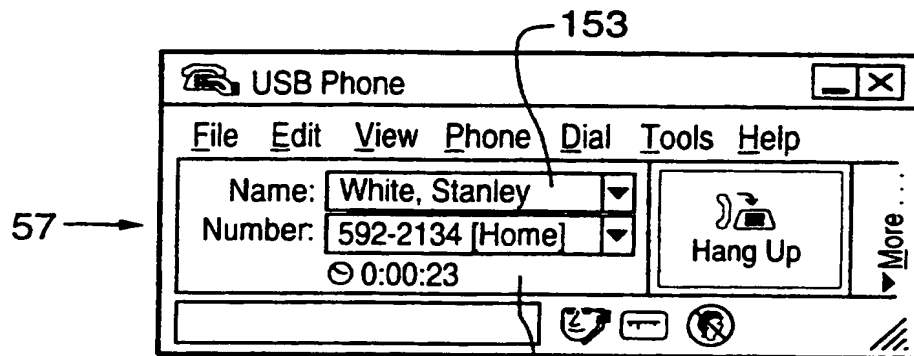 153
USB Phone
File Edit View Phone Dial Tools Help
Name: White, Stanley
Number: 592-2134 [Home]
0:00:23
Hang Up
More...
57